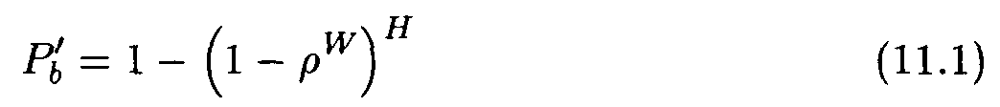 P′_b = 1 − (1 − ρ^W)^H (11.1)